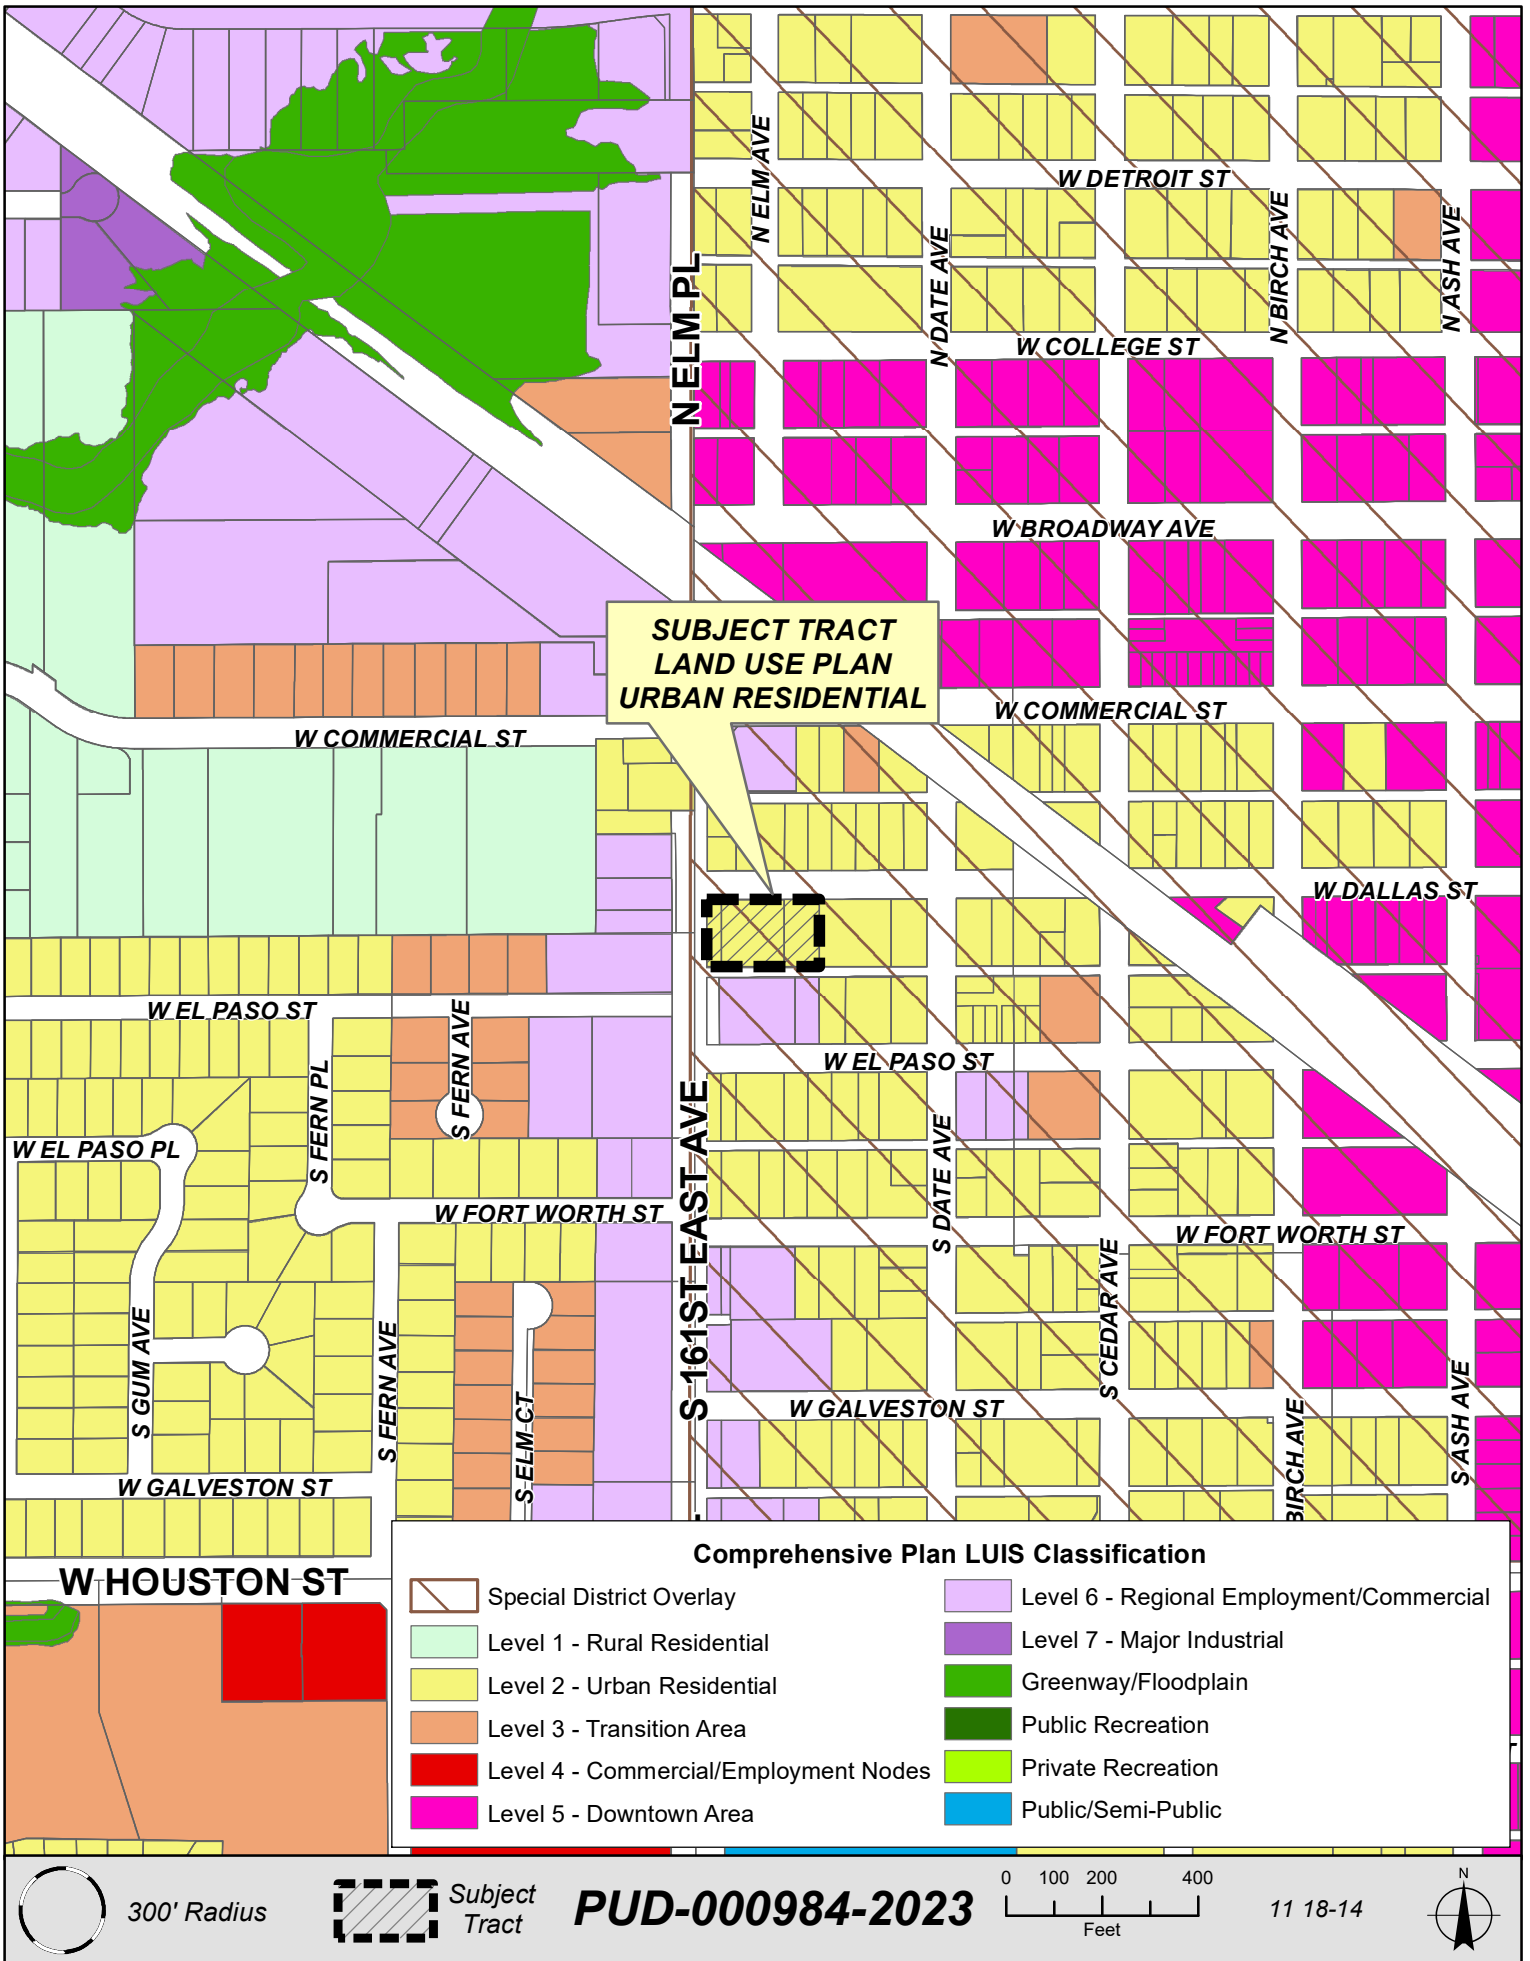 N ELM AVE
W DETROIT ST
N DATE AVE
N BIRCH AVE
N ASH AVE
N ELM PL
W COLLEGE ST
W BROADWAY AVE
SUBJECT TRACT
LAND USE PLAN
URBAN RESIDENTIAL
W COMMERCIAL ST
W COMMERCIAL ST
W DALLAS ST
W EL PASO ST
S FERN AVE
W EL PASO ST
S FERN PL
W EL PASO PL
S 161ST EAST AVE
S DATE AVE
W FORT WORTH ST
W FORT WORTH ST
S CEDAR AVE
S GUM AVE
S FERN AVE
S ELM CT
W GALVESTON ST
BIRCH AVE
S ASH AVE
W GALVESTON ST
W HOUSTON ST
Comprehensive Plan LUIS Classification
Special District Overlay
Level 1 - Rural Residential
Level 2 - Urban Residential
Level 3 - Transition Area
Level 4 - Commercial/Employment Nodes
Level 5 - Downtown Area
Level 6 - Regional Employment/Commercial
Level 7 - Major Industrial
Greenway/Floodplain
Public Recreation
Private Recreation
Public/Semi-Public
300' Radius
Subject
Tract
PUD-000984-2023
0 100 200 400
Feet
11 18-14
N